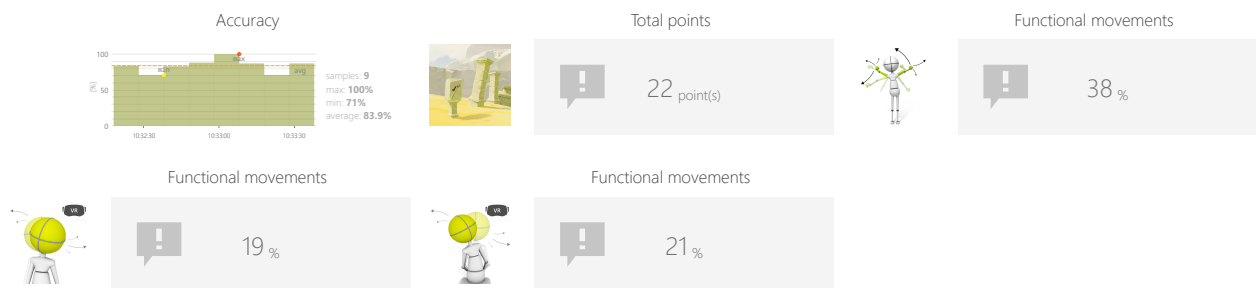 Accuracy
100
50
0
[%]
min
max
avg
10:32:30
10:33:00
10:33:30
samples: 9
max: 100%
min: 71%
average: 83.9%
Total points
22 point(s)
Functional movements
38 %
Functional movements
VR
19 %
Functional movements
VR
21 %